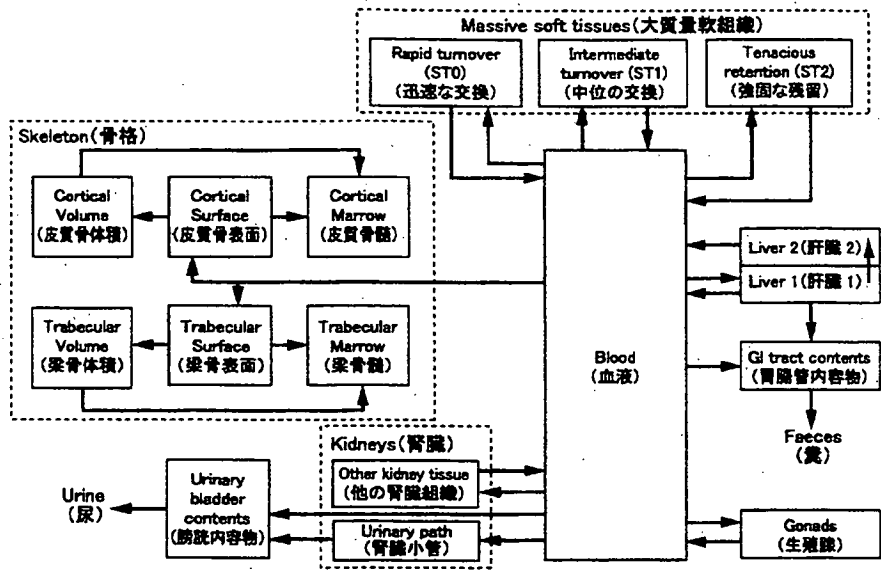 Massive soft tissues(大質量軟組織)
Rapid turnover
(ST0)
(迅速な交換)
Intermediate
turnover (ST1)
(中位の交換)
Tenacious
retention (ST2)
(強固な残留)
Skeleton(骨格)
Cortical
Volume
(皮質骨体積)
Cortical
Surface
(皮質骨表面)
Cortical
Marrow
(皮質骨髄)
Trabecular
Volume
(梁骨体積)
Trabecular
Surface
(梁骨表面)
Trabecular
Marrow
(梁骨髄)
Blood
(血液)
Liver 2(肝臓 2)
Liver 1(肝臓 1)
GI tract contents
(胃腸管内容物)
Faeces
(糞)
Kidneys(腎臓)
Other kidney tissue
(他の腎臓組織)
Urinary path
(腎臓小管)
Urinary
bladder
contents
(膀胱内容物)
Urine
(尿)
Gonads
(生殖腺)